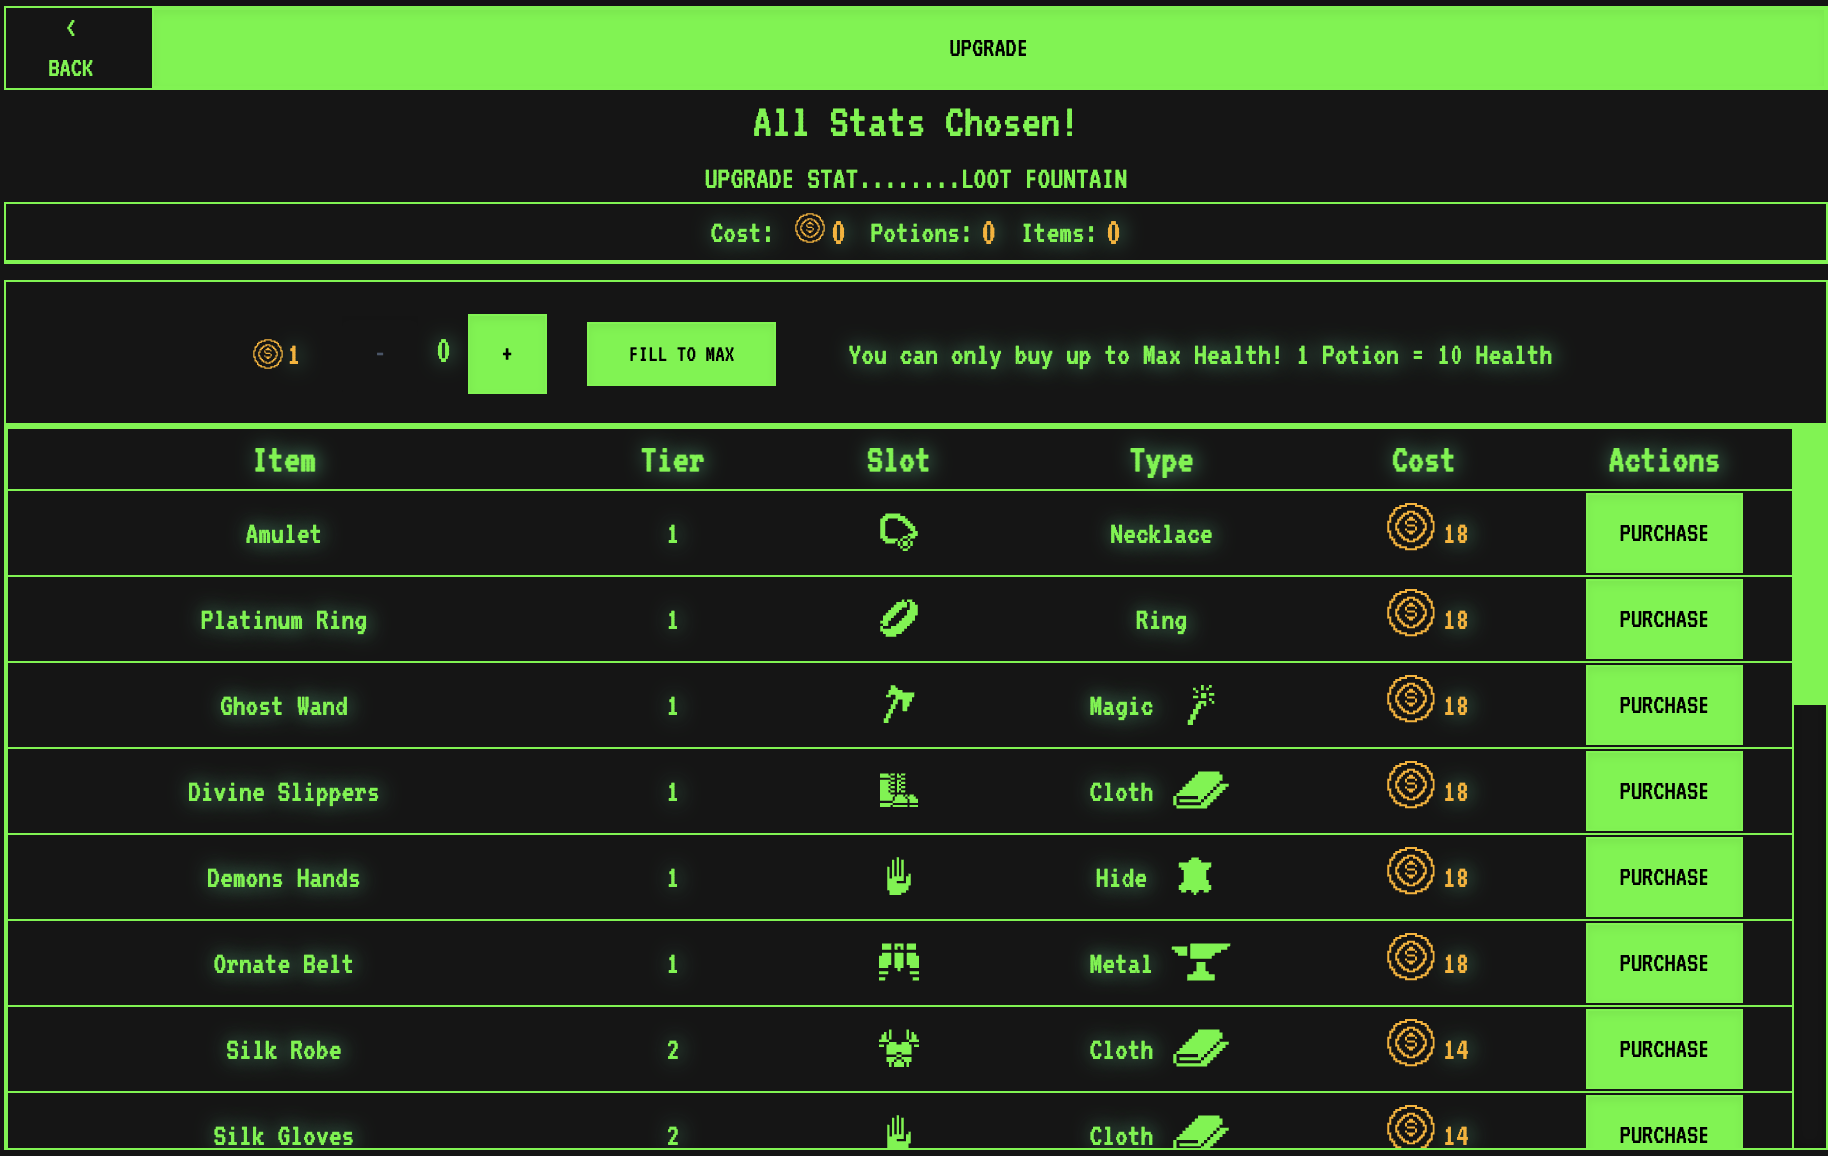 <
BACK
UPGRADE
All Stats Chosen!
UPGRADE STAT........LOOT FOUNTAIN
Cost: $ 0 Potions: 0 Items: 0
$ 1 - 0 + FILL TO MAX You can only buy up to Max Health! 1 Potion = 10 Health
Item Tier Slot Type Cost Actions
Amulet 1 Necklace $ 18 PURCHASE
Platinum Ring 1 Ring $ 18 PURCHASE
Ghost Wand 1 Magic $ 18 PURCHASE
Divine Slippers 1 Cloth $ 18 PURCHASE
Demons Hands 1 Hide $ 18 PURCHASE
Ornate Belt 1 Metal $ 18 PURCHASE
Silk Robe 2 Cloth $ 14 PURCHASE
Silk Gloves 2 Cloth $ 14 PURCHASE